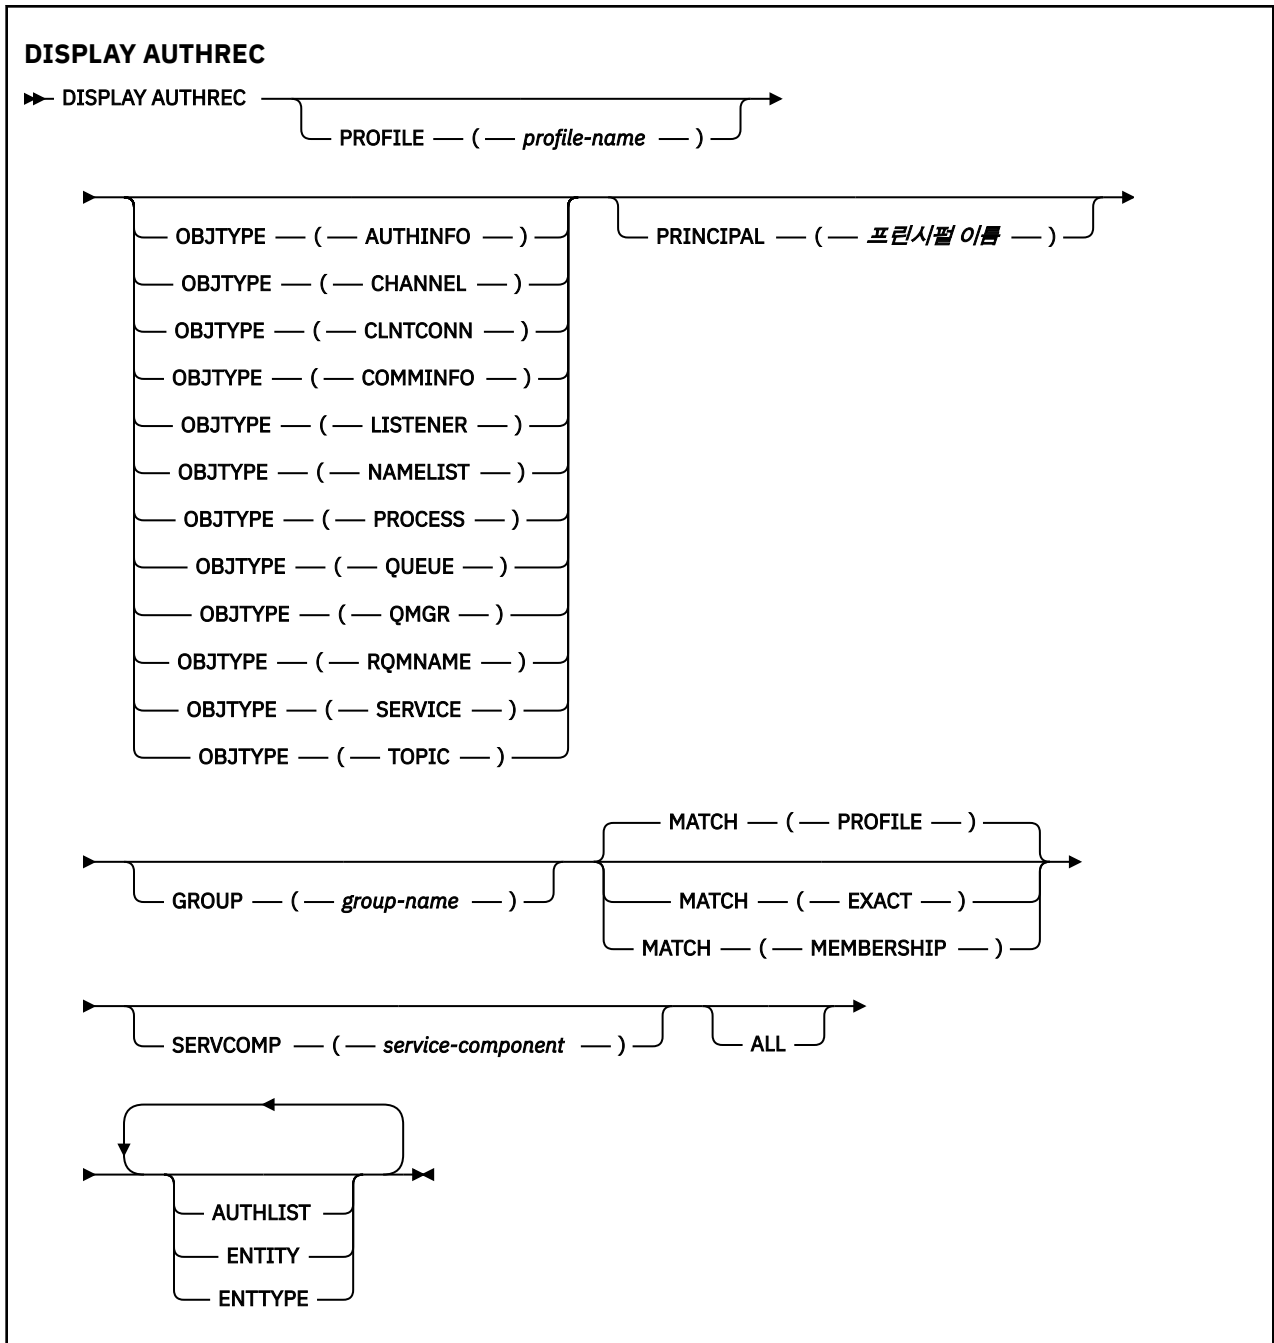 DISPLAY AUTHREC
DISPLAY AUTHREC
PROFILE ( profile-name )
OBJTYPE ( AUTHINFO ) PRINCIPAL ( 프린시펄 이름 )
OBJTYPE ( CHANNEL )
OBJTYPE ( CLNTCONN )
OBJTYPE ( COMMINFO )
OBJTYPE ( LISTENER )
OBJTYPE ( NAMELIST )
OBJTYPE ( PROCESS )
OBJTYPE ( QUEUE )
OBJTYPE ( QMGR )
OBJTYPE ( RQMNAME )
OBJTYPE ( SERVICE )
OBJTYPE ( TOPIC )
MATCH ( PROFILE )
GROUP ( group-name ) MATCH ( EXACT )
MATCH ( MEMBERSHIP )
SERVCOMP ( service-component ) ALL
AUTHLIST
ENTITY
ENTTYPE